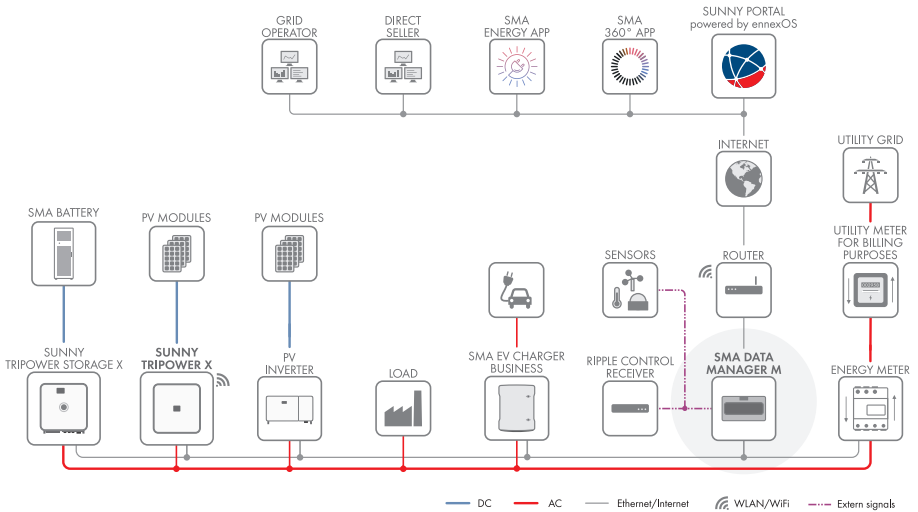 GRID
OPERATOR
DIRECT
SELLER
SMA
ENERGY APP
SMA
360° APP
SUNNY PORTAL
powered by ennexOS
INTERNET
UTILITY GRID
SMA BATTERY
PV MODULES
PV MODULES
UTILITY METER
FOR BILLING
PURPOSES
SENSORS
ROUTER
SUNNY
TRIPOWER STORAGE X
SUNNY
TRIPOWER X
PV
INVERTER
LOAD
SMA EV CHARGER
BUSINESS
RIPPLE CONTROL
RECEIVER
SMA DATA
MANAGER M
ENERGY METER
DC
AC
Ethernet/Internet
WLAN/WiFi
Extern signals